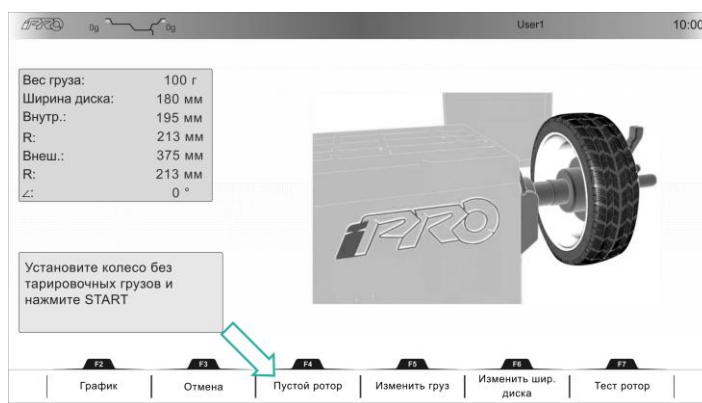 iPRO 0g 0g User1 10:00
Вес груза: 100 г
Ширина диска: 180 мм
Внутр.: 195 мм
R: 213 мм
Внеш.: 375 мм
R: 213 мм
∠: 0 °
iPRO
Установите колесо без
тарировочных грузов и
нажмите START
F2 F3 F4 F5 F6 F7
График Отмена Пустой ротор Изменить груз Изменить шир. Тест ротор
диска